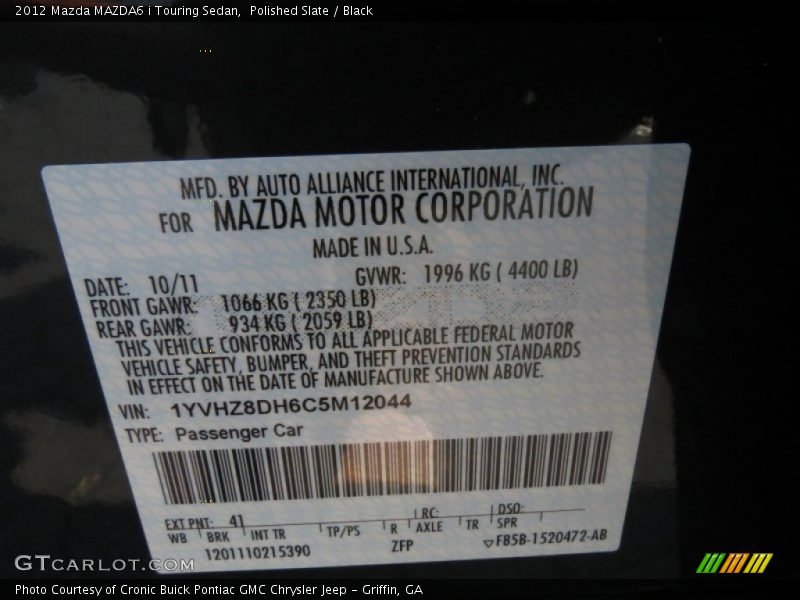 2012 Mazda MAZDA6 i Touring Sedan,  Polished Slate / Black
MFD. BY AUTO ALLIANCE INTERNATIONAL, INC.
FOR MAZDA MOTOR CORPORATION
MADE IN U.S.A.
DATE: 10/11 GVWR: 1996 KG ( 4400 LB)
FRONT GAWR: 1066 KG ( 2350 LB)
REAR GAWR: 934 KG ( 2059 LB)
THIS VEHICLE CONFORMS TO ALL APPLICABLE FEDERAL MOTOR
VEHICLE SAFETY, BUMPER, AND THEFT PREVENTION STANDARDS
IN EFFECT ON THE DATE OF MANUFACTURE SHOWN ABOVE.
VIN: 1YVHZ8DH6C5M12044
TYPE: Passenger Car
EXT PNT: 41 RC: DSO:
WB BRK INT TR TP/PS R AXLE TR SPR
1201110215390 ZFP ▽FB5B-1520472-AB
GTCARLOT.COM
Photo Courtesy of Cronic Buick Pontiac GMC Chrysler Jeep – Griffin, GA